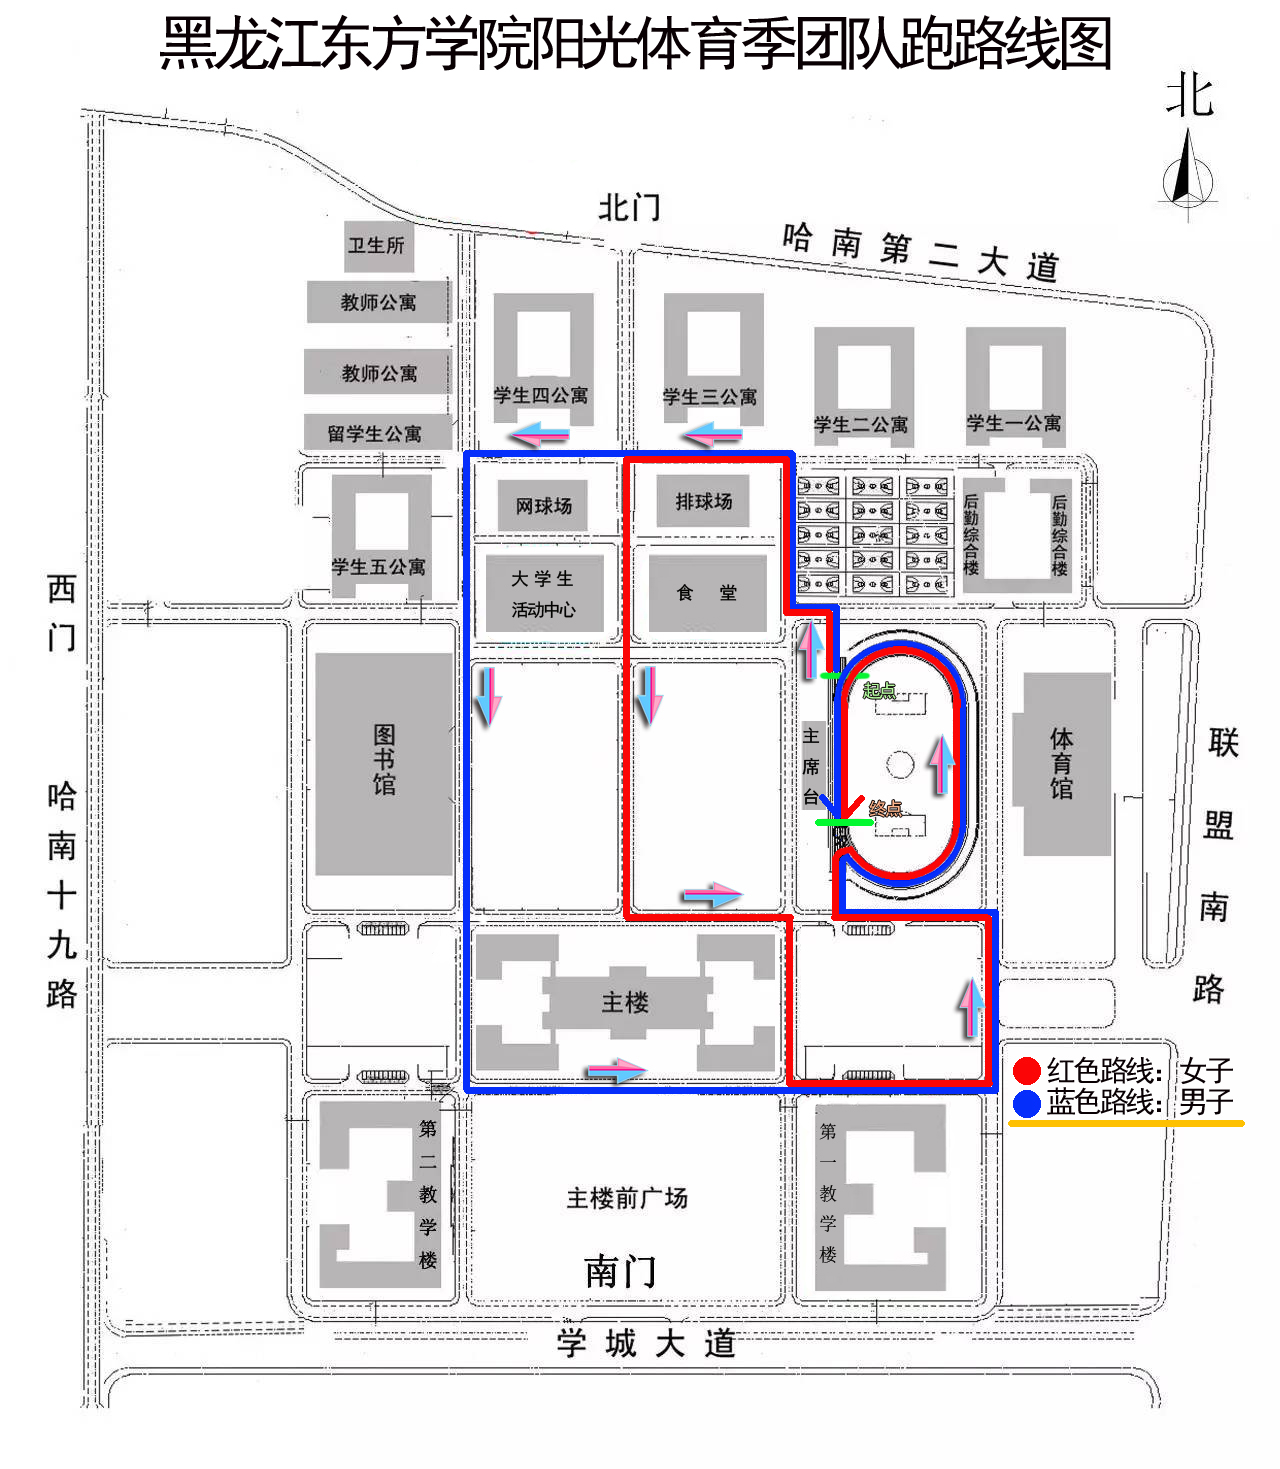 黑龙江东方学院阳光体育季团队跑路线图
北
北门
哈南第二大道
卫生所
教师公寓
教师公寓
留学生公寓
学生四公寓
学生三公寓
学生二公寓
学生一公寓
网球场
排球场
后勤综合楼
后勤综合楼
学生五公寓
大学生
活动中心
食堂
西门
起点
图书馆
主席台
体育馆
终点
联盟南路
哈南十九路
主楼
红色路线：女子
蓝色路线：男子
第二教学楼
第一教学楼
主楼前广场
南门
学城大道